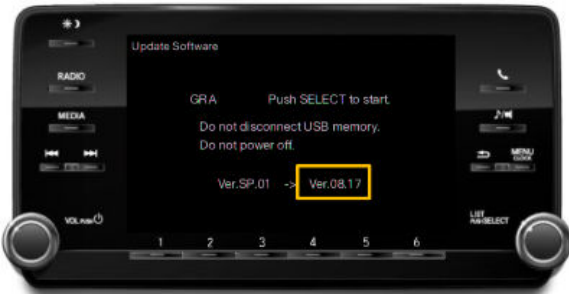 Update Software
RADIO
GRA Push SELECT to start.
MEDIA
Do not disconnect USB memory.
Do not power off.
MENU
CLOCK
Ver.SP.01 -> Ver.08.17
VOL PUSH
LIST
PUSH SELECT
1 2 3 4 5 6